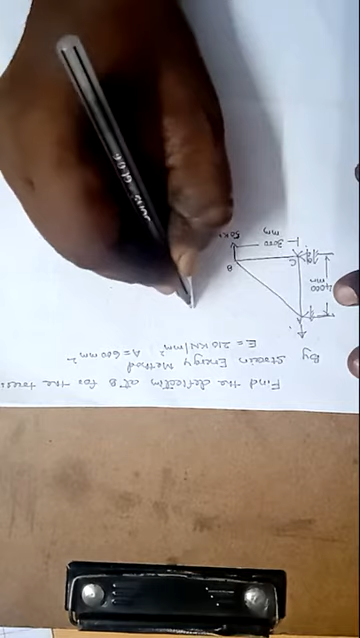 Find the deflection at B for the truss
By Strain Energy Method
E = 210 KN/mm² A = 600 mm²
4000
mm
C
3000
mm
B
50 K